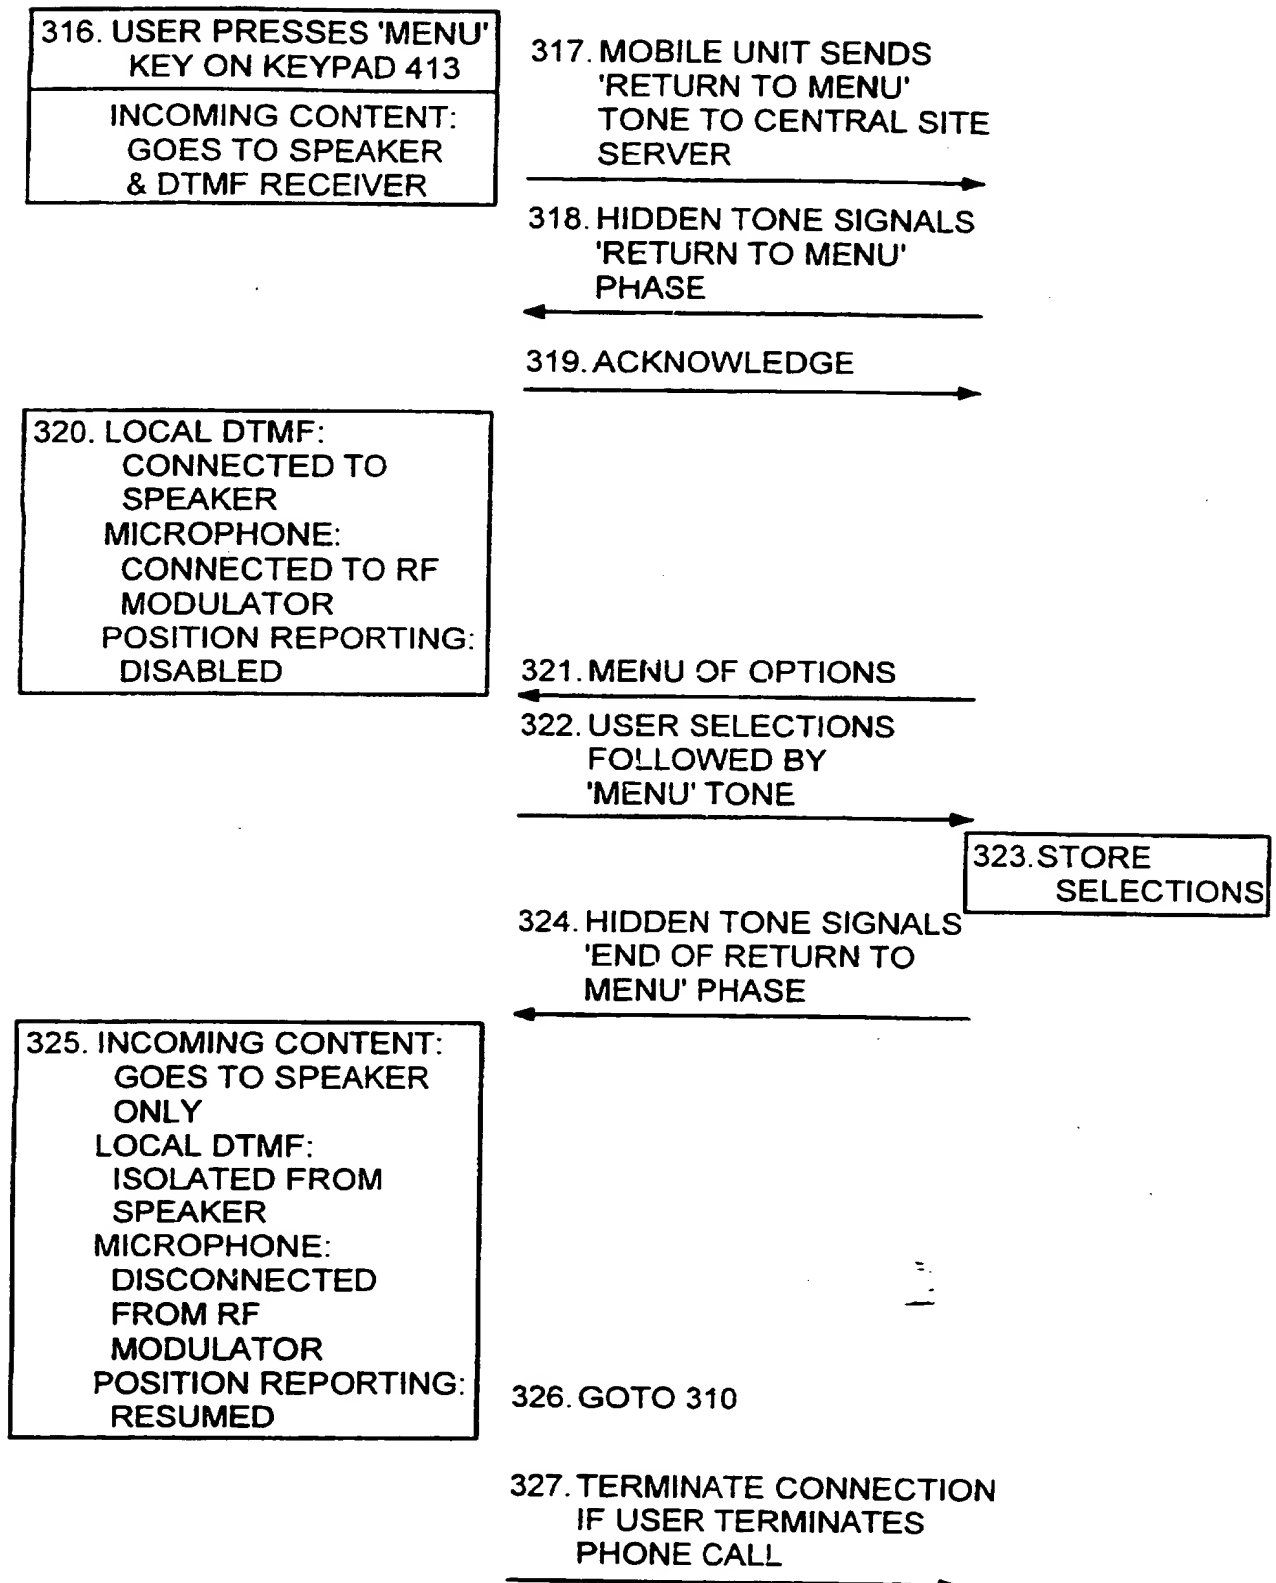 316. USER PRESSES 'MENU'
KEY ON KEYPAD 413
INCOMING CONTENT:
GOES TO SPEAKER
& DTMF RECEIVER
317. MOBILE UNIT SENDS
'RETURN TO MENU'
TONE TO CENTRAL SITE
SERVER
318. HIDDEN TONE SIGNALS
'RETURN TO MENU'
PHASE
319. ACKNOWLEDGE
320. LOCAL DTMF:
CONNECTED TO
SPEAKER
MICROPHONE:
CONNECTED TO RF
MODULATOR
POSITION REPORTING:
DISABLED
321. MENU OF OPTIONS
322. USER SELECTIONS
FOLLOWED BY
'MENU' TONE
323. STORE
SELECTIONS
324. HIDDEN TONE SIGNALS
'END OF RETURN TO
MENU' PHASE
325. INCOMING CONTENT:
GOES TO SPEAKER
ONLY
LOCAL DTMF:
ISOLATED FROM
SPEAKER
MICROPHONE:
DISCONNECTED
FROM RF
MODULATOR
POSITION REPORTING:
RESUMED
326. GOTO 310
327. TERMINATE CONNECTION
IF USER TERMINATES
PHONE CALL